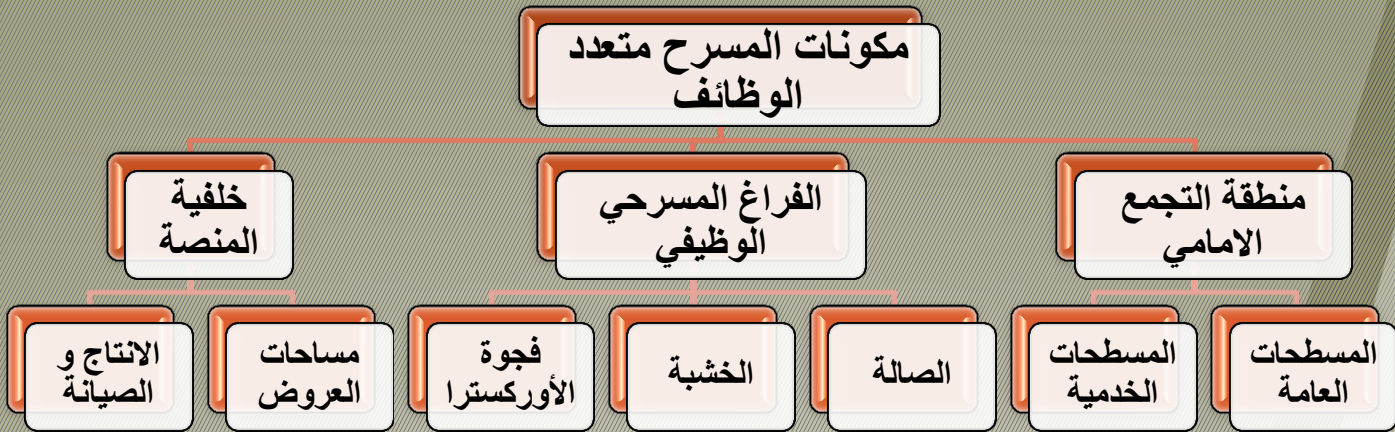 مكونات المسرح متعدد
الوظائف
منطقة التجمع
الامامي
الفراغ المسرحي
الوظيفي
خلفية
المنصة
المسطحات
العامة
المسطحات
الخدمية
الصالة
الخشبة
فجوة
الأوركسترا
مساحات
العروض
الانتاج و
الصيانة